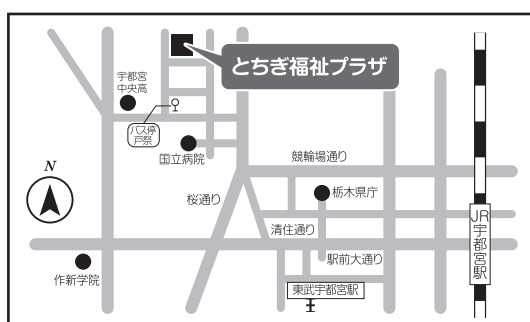 とちぎ福祉プラザ
宇都宮
中央高
バス停
戸祭
国立病院
競輪場通り
N
桜通り
栃木県庁
清住通り
JR宇都宮駅
駅前大通り
作新学院
東武宇都宮駅